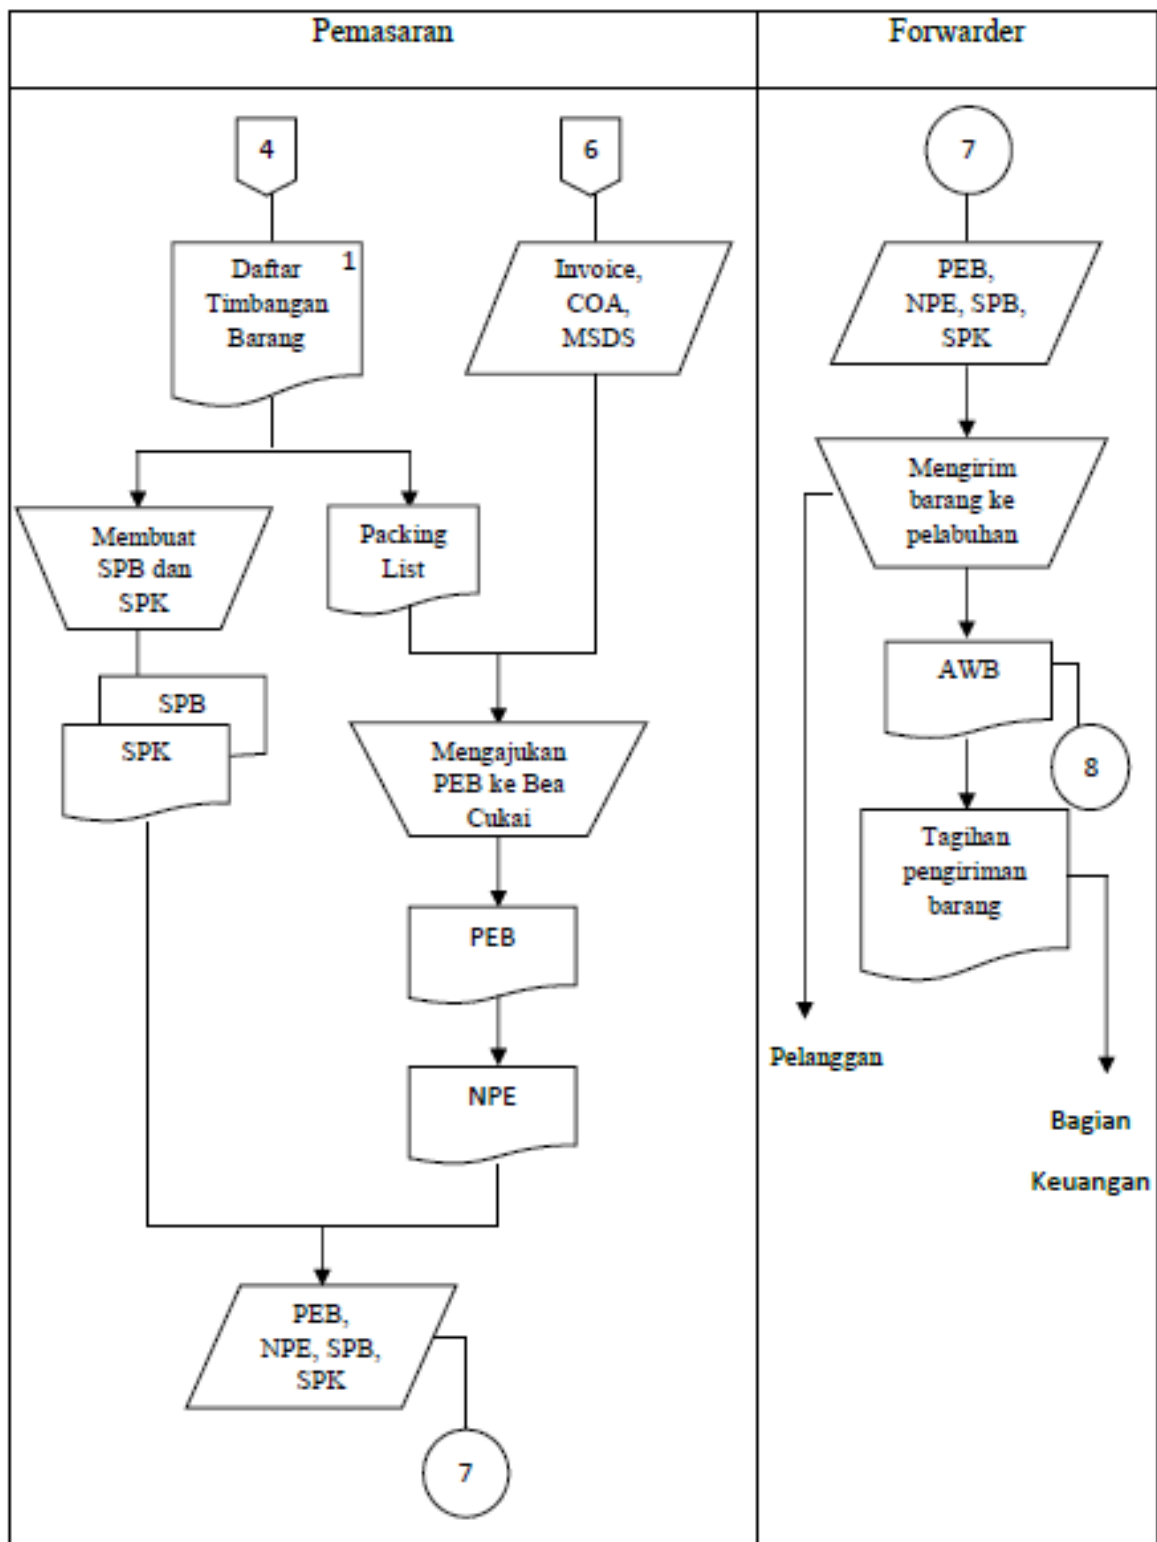 Pemasaran
Forwarder
4
6
7
Daftar
Timbangan
Barang
1
Invoice,
COA,
MSDS
PEB,
NPE, SPB,
SPK
Mengirim
barang ke
pelabuhan
Membuat
SPB dan
SPK
Packing
List
AWB
8
SPB
SPK
Mengajukan
PEB ke Bea
Cukai
Tagihan
pengiriman
barang
PEB
NPE
Pelanggan
Bagian
Keuangan
PEB,
NPE, SPB,
SPK
7